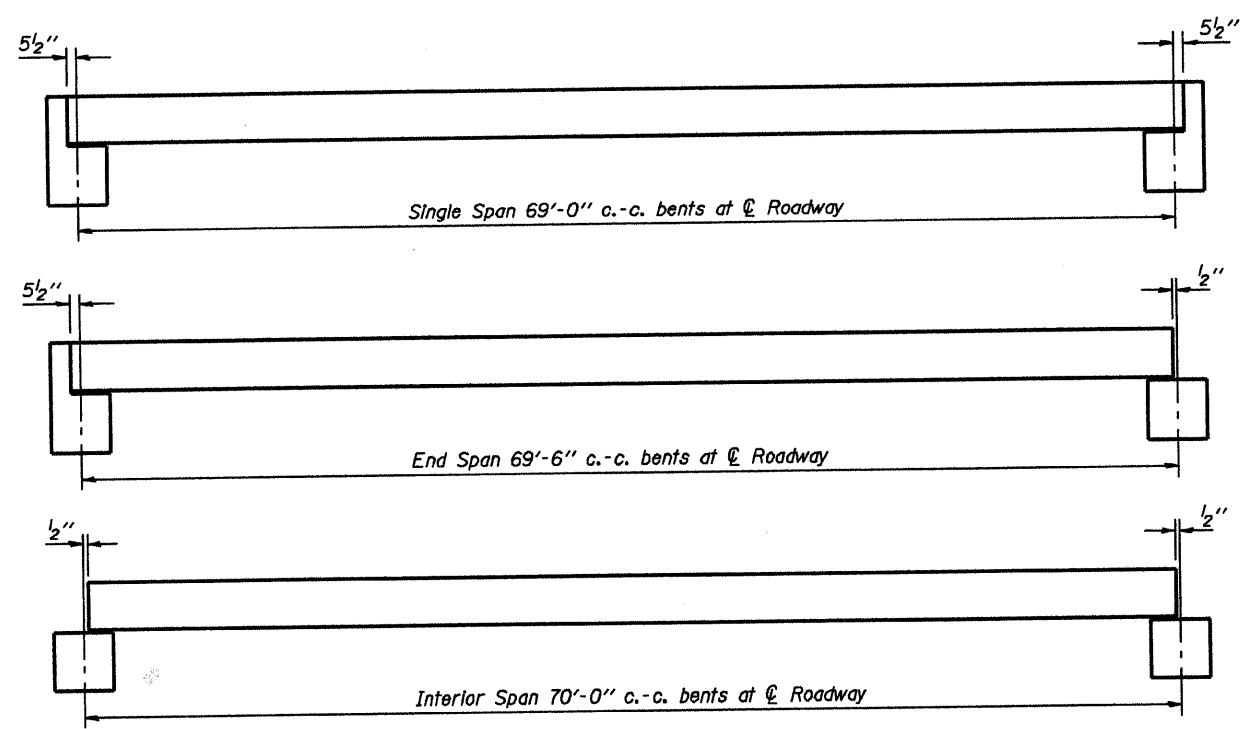 5½"
5½"
Single Span 69'-0" c.-c. bents at ℄ Roadway
5½"
½"
End Span 69'-6" c.-c. bents at ℄ Roadway
½"
½"
Interior Span 70'-0" c.-c. bents at ℄ Roadway